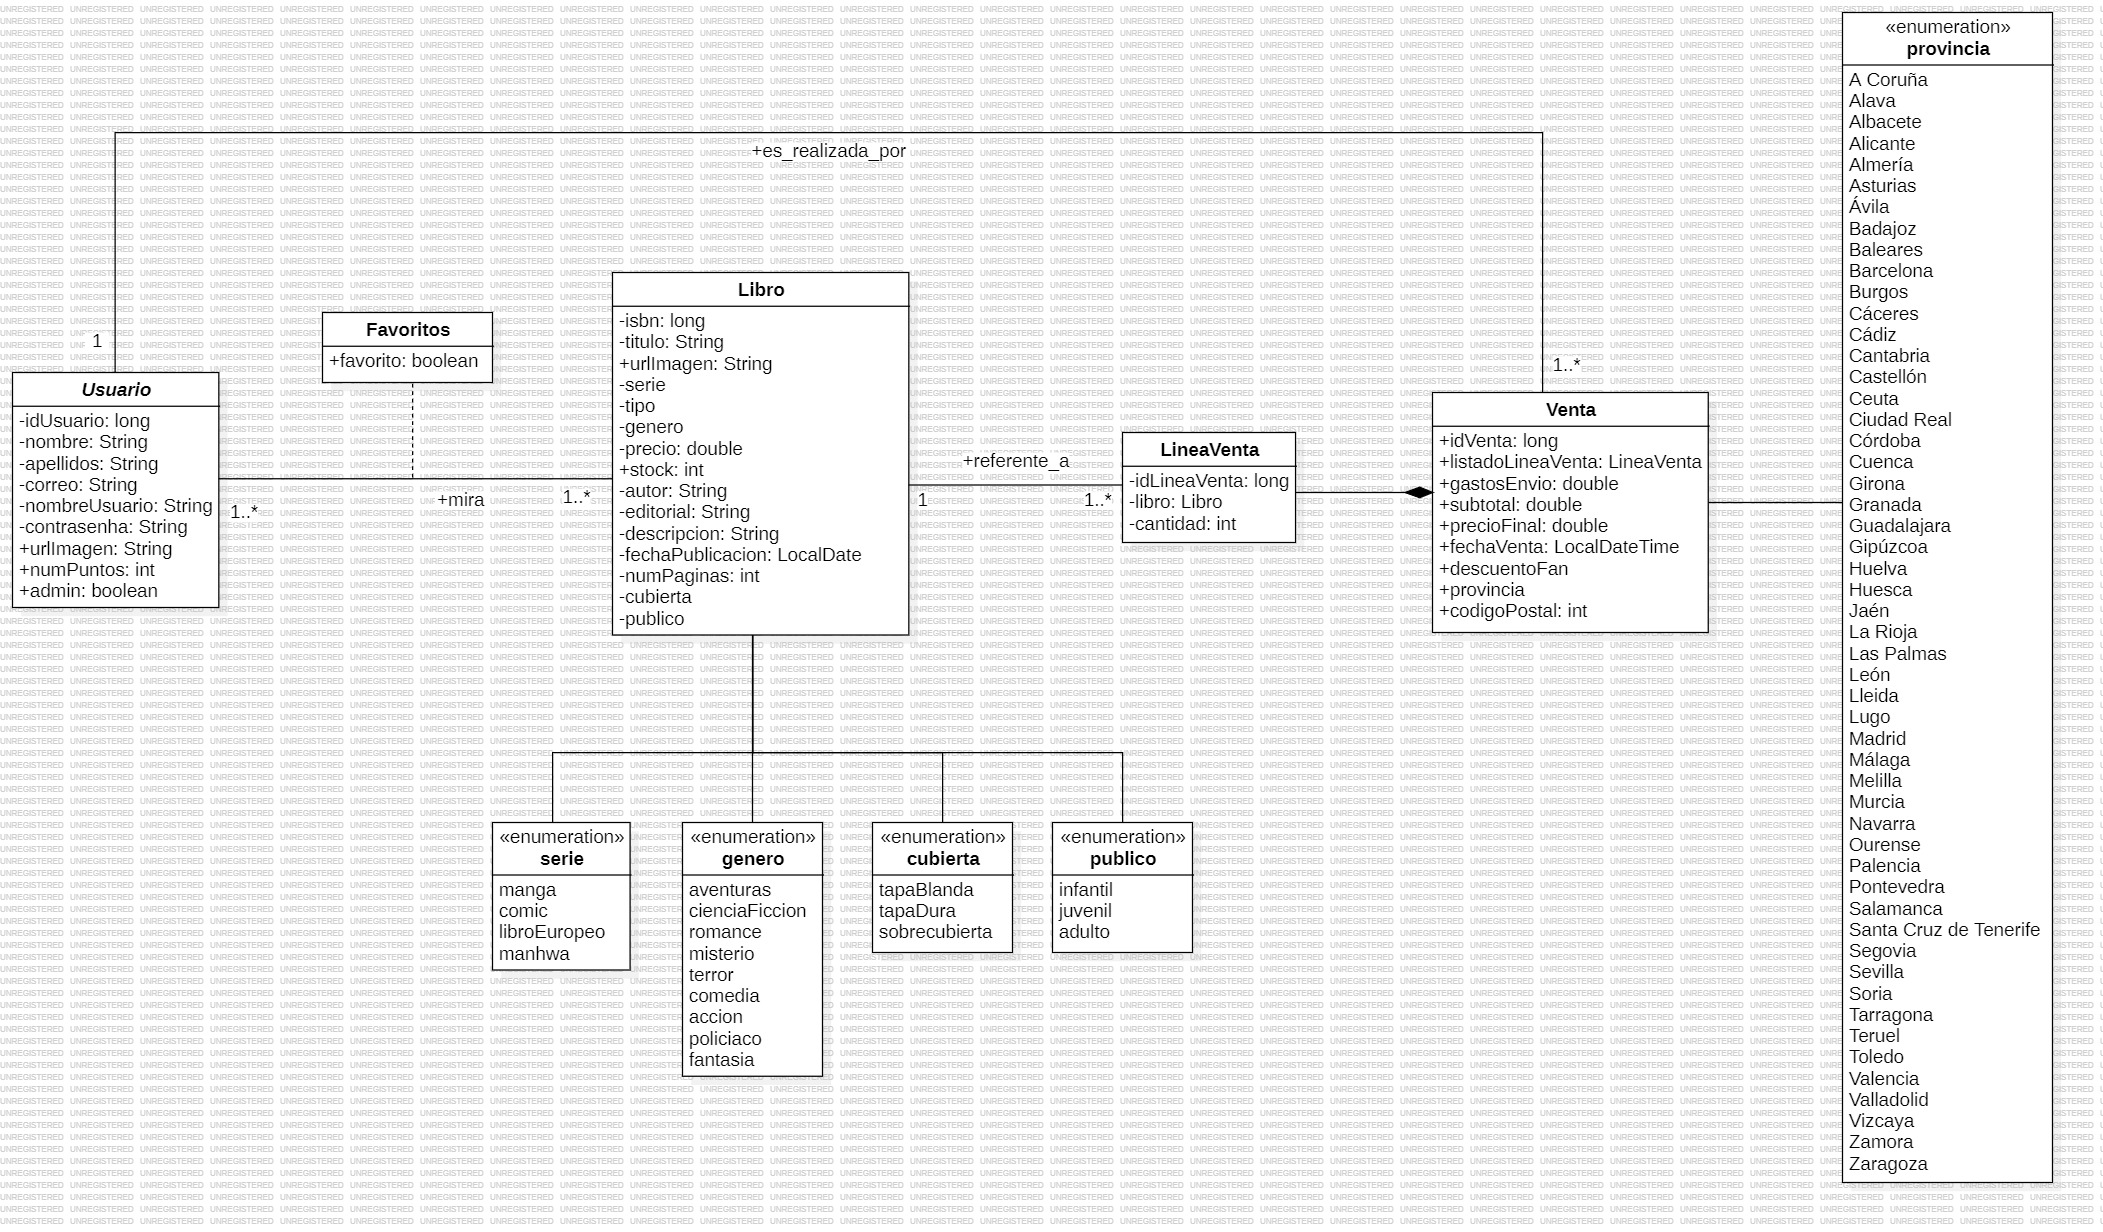 +es_realizada_por
1
1..*
Usuario
-idUsuario: long
-nombre: String
-apellidos: String
-correo: String
-nombreUsuario: String
-contrasenha: String
+urlImagen: String
+numPuntos: int
+admin: boolean
Favoritos
+favorito: boolean
1..*
+mira
1..*
Libro
-isbn: long
-titulo: String
+urlImagen: String
-serie
-tipo
-genero
-precio: double
+stock: int
-autor: String
-editorial: String
-descripcion: String
-fechaPublicacion: LocalDate
-numPaginas: int
-cubierta
-publico
+referente_a
1
1..*
LineaVenta
-idLineaVenta: long
-libro: Libro
-cantidad: int
Venta
+idVenta: long
+listadoLineaVenta: LineaVenta
+gastosEnvio: double
+subtotal: double
+precioFinal: double
+fechaVenta: LocalDateTime
+descuentoFan
+provincia
+codigoPostal: int
«enumeration»
serie
manga
comic
libroEuropeo
manhwa
«enumeration»
genero
aventuras
cienciaFiccion
romance
misterio
terror
comedia
accion
policiaco
fantasia
«enumeration»
cubierta
tapaBlanda
tapaDura
sobrecubierta
«enumeration»
publico
infantil
juvenil
adulto
«enumeration»
provincia
A Coruña
Alava
Albacete
Alicante
Almería
Asturias
Ávila
Badajoz
Baleares
Barcelona
Burgos
Cáceres
Cádiz
Cantabria
Castellón
Ceuta
Ciudad Real
Córdoba
Cuenca
Girona
Granada
Guadalajara
Gipúzcoa
Huelva
Huesca
Jaén
La Rioja
Las Palmas
León
Lleida
Lugo
Madrid
Málaga
Melilla
Murcia
Navarra
Ourense
Palencia
Pontevedra
Salamanca
Santa Cruz de Tenerife
Segovia
Sevilla
Soria
Tarragona
Teruel
Toledo
Valencia
Valladolid
Vizcaya
Zamora
Zaragoza
UNREGISTERED